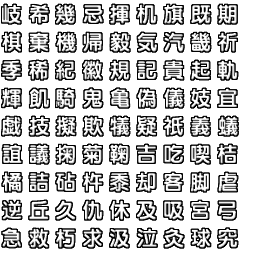 岐希幾忌揮机旗既期
棋棄機帰毅気汽畿祈
季稀紀徽規記貴起軌
輝飢騎鬼亀偽儀妓宜
戯技擬欺犠疑祇義蟻
誼議掬菊鞠吉吃喫桔
橘詰砧杵黍却客脚虐
逆丘久仇休及吸宮弓
急救朽求汲泣灸球究